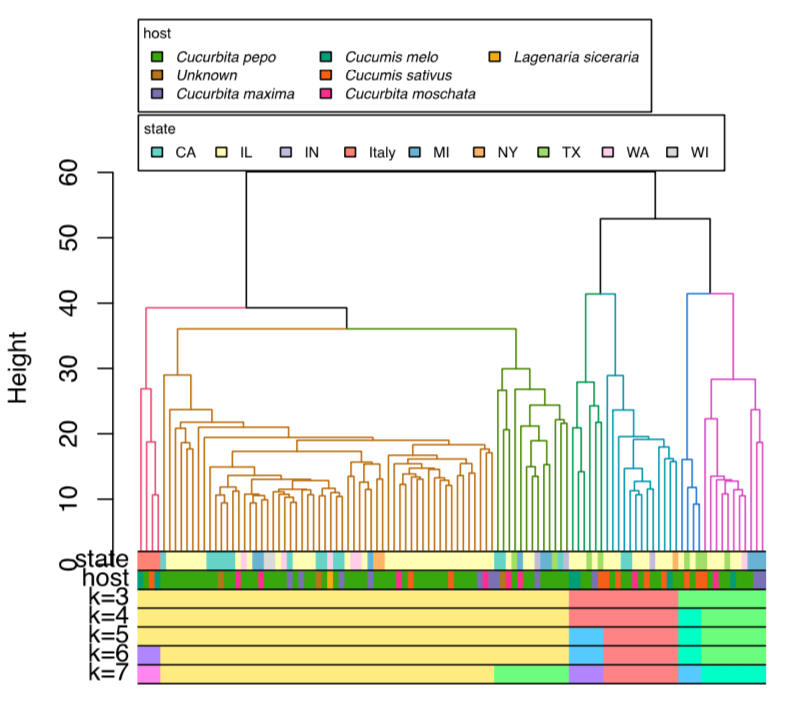 host
Cucurbita pepo Cucumis melo Lagenaria siceraria
Unknown Cucumis sativus
Cucurbita maxima Cucurbita moschata
state
CA IL IN Italy MI NY TX WA WI
60
50
40
30
20
10
0
Height
state
host
k=3
k=4
k=5
k=6
k=7